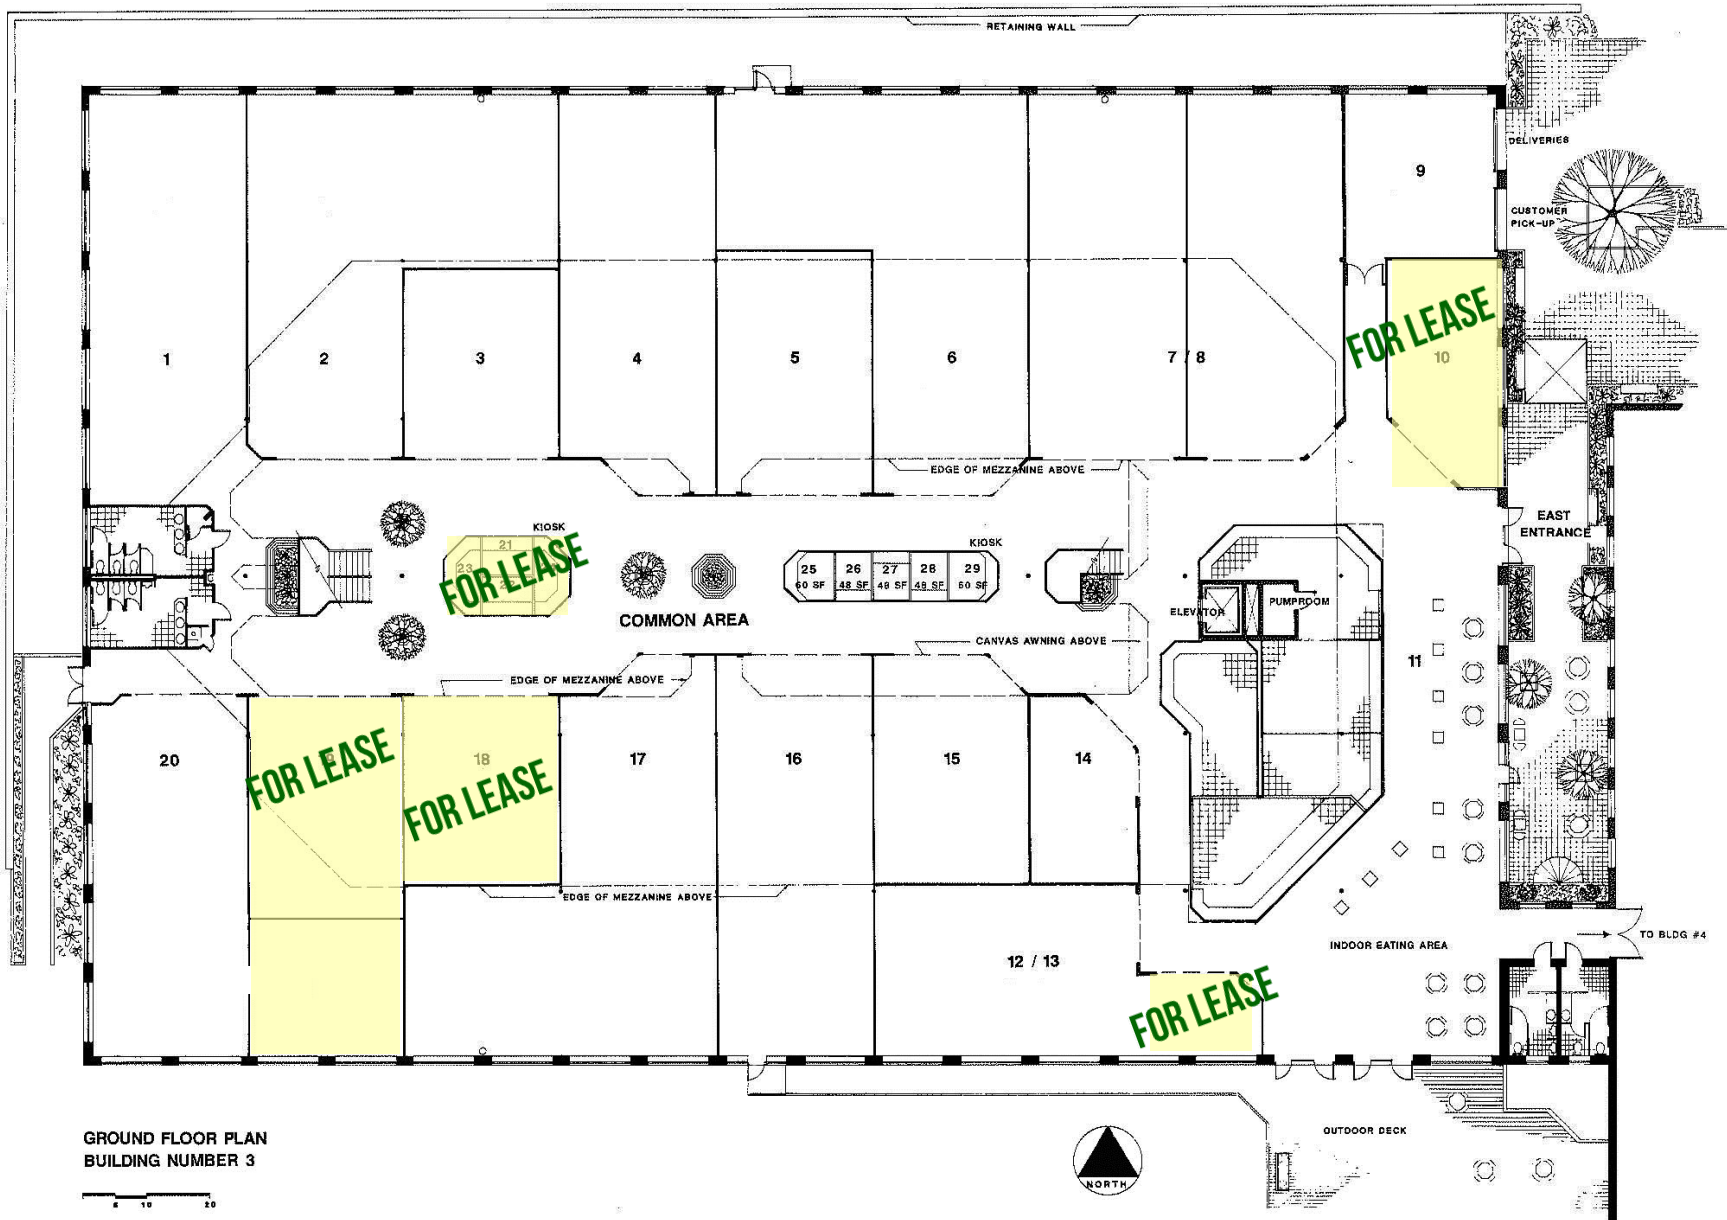 RETAINING WALL
DELIVERIES
9
CUSTOMER
PICK-UP
FOR LEASE
1
2
3
4
5
6
7 / 8
10
EDGE OF MEZZANINE ABOVE
EAST
ENTRANCE
KIOSK
21
23
22
FOR LEASE
KIOSK
25
60 SF
26
48 SF
27
48 SF
28
48 SF
29
60 SF
ELEVATOR
PUMPROOM
COMMON AREA
CANVAS AWNING ABOVE
11
EDGE OF MEZZANINE ABOVE
20
FOR LEASE
18
FOR LEASE
17
16
15
14
EDGE OF MEZZANINE ABOVE
12 / 13
INDOOR EATING AREA
TO BLDG #4
FOR LEASE
GROUND FLOOR PLAN
BUILDING NUMBER 3
NORTH
OUTDOOR DECK
10
20